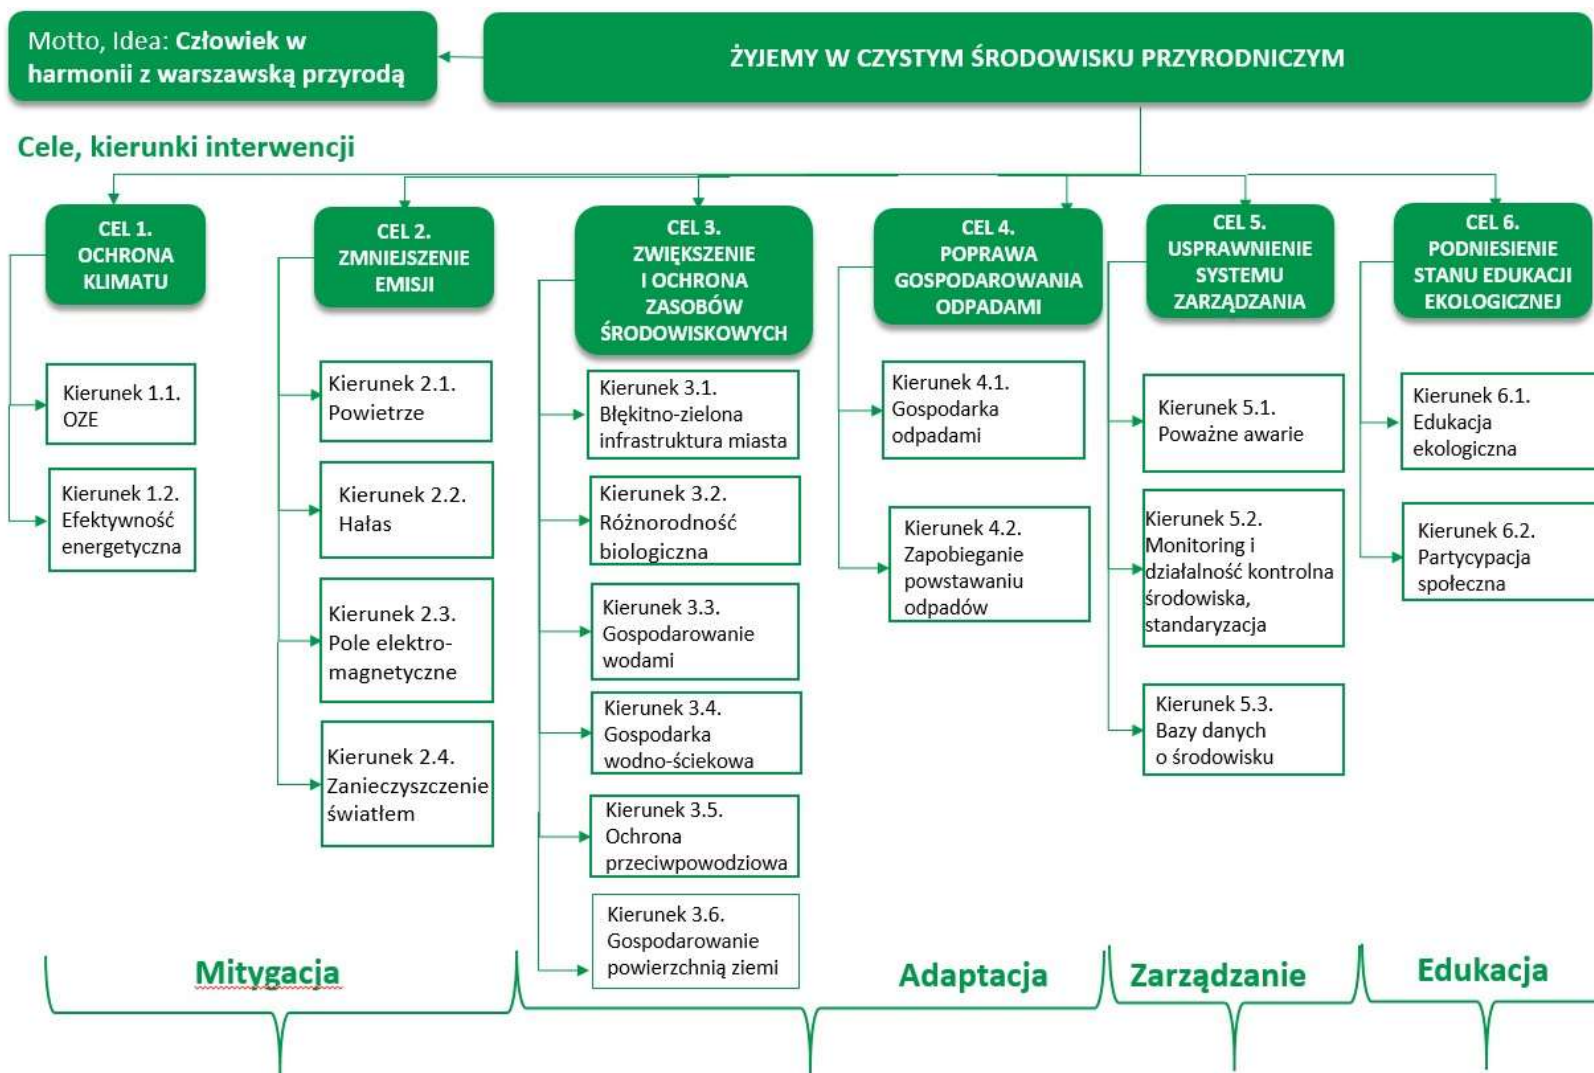 Motto, Idea: Człowiek w
harmonii z warszawską przyrodą
ŻYJEMY W CZYSTYM ŚRODOWISKU PRZYRODNICZYM
Cele, kierunki interwencji
CEL 1.
OCHRONA
KLIMATU
Kierunek 1.1.
OZE
Kierunek 1.2.
Efektywność
energetyczna
CEL 2.
ZMNIEJSZENIE
EMISJI
Kierunek 2.1.
Powietrze
Kierunek 2.2.
Hałas
Kierunek 2.3.
Pole elektro-
magnetyczne
Kierunek 2.4.
Zanieczyszczenie
światłem
CEL 3.
ZWIĘKSZENIE
I OCHRONA
ZASOBÓW
ŚRODOWISKOWYCH
Kierunek 3.1.
Błękitno-zielona
infrastruktura miasta
Kierunek 3.2.
Różnorodność
biologiczna
Kierunek 3.3.
Gospodarowanie
wodami
Kierunek 3.4.
Gospodarka
wodno-ściekowa
Kierunek 3.5.
Ochrona
przeciwpowodziowa
Kierunek 3.6.
Gospodarowanie
powierzchnią ziemi
CEL 4.
POPRAWA
GOSPODAROWANIA
ODPADAMI
Kierunek 4.1.
Gospodarka
odpadami
Kierunek 4.2.
Zapobieganie
powstawaniu
odpadów
CEL 5.
USPRAWNIENIE
SYSTEMU
ZARZĄDZANIA
Kierunek 5.1.
Poważne awarie
Kierunek 5.2.
Monitoring i
działalność kontrolna
środowiska,
standaryzacja
Kierunek 5.3.
Bazy danych
o środowisku
CEL 6.
PODNIESIENIE
STANU EDUKACJI
EKOLOGICZNEJ
Kierunek 6.1.
Edukacja
ekologiczna
Kierunek 6.2.
Partycypacja
społeczna
Mitygacja
Adaptacja
Zarządzanie
Edukacja